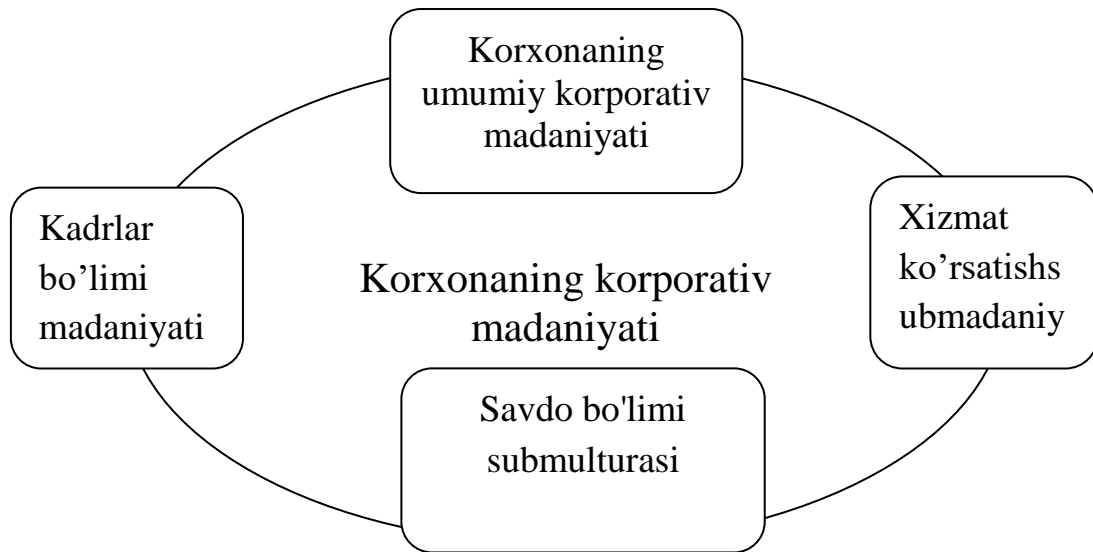 Korxonaning
umumiy korporativ
madaniyati
Kadrlar
bo’limi
madaniyati
Korxonaning korporativ
madaniyati
Xizmat
ko’rsatishs
ubmadaniy
Savdo bo'limi
submulturasi